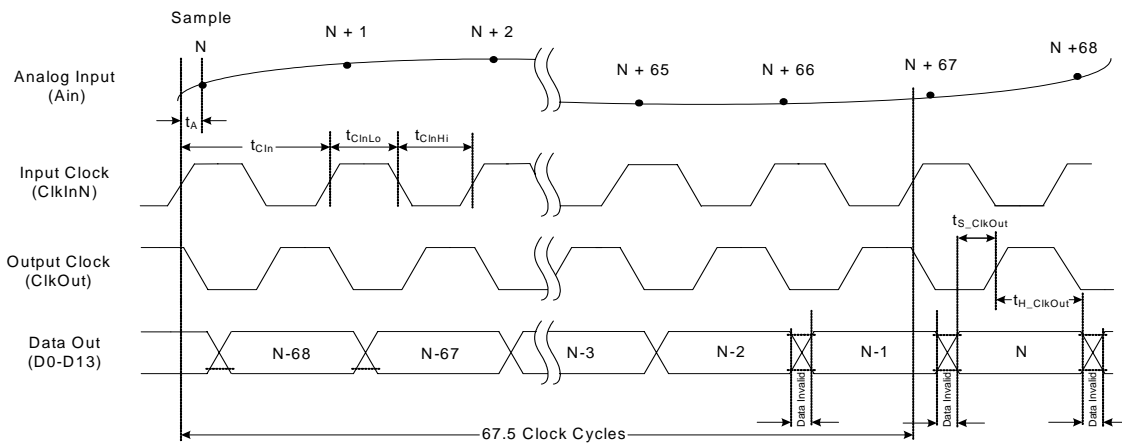 Sample
N
N + 1
N + 2
N + 65
N + 66
N + 67
N +68
Analog Input
(Ain)
tA
tCIn
tClnLo
tClnHi
Input Clock
(ClkInN)
tS_ClkOut
Output Clock
(ClkOut)
tH_ClkOut
Data Out
(D0-D13)
N-68
N-67
N-3
N-2
N-1
N
Data Invalid
Data Invalid
Data Invalid
67.5 Clock Cycles